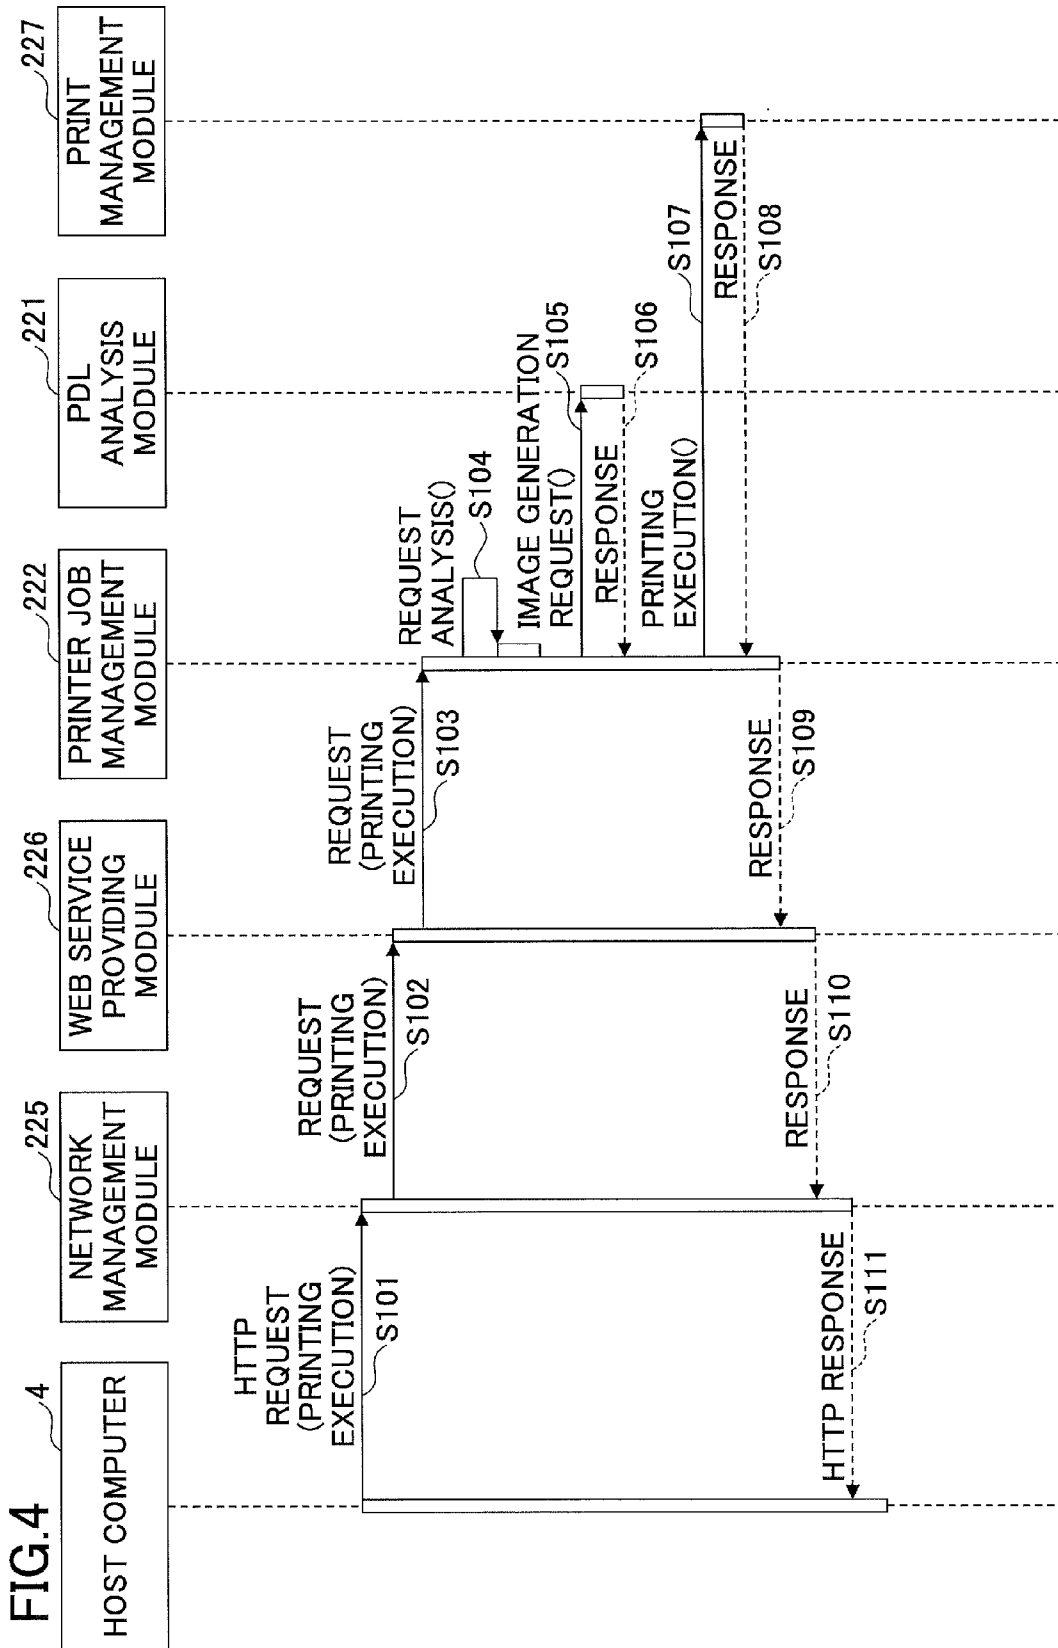 FIG.4
HOST COMPUTER
4
NETWORK
MANAGEMENT
MODULE
225
WEB SERVICE
PROVIDING
MODULE
226
PRINTER JOB
MANAGEMENT
MODULE
222
PDL
ANALYSIS
MODULE
221
PRINT
MANAGEMENT
MODULE
227
HTTP
REQUEST
(PRINTING
EXECUTION)
S101
REQUEST
(PRINTING
EXECUTION)
S102
REQUEST
(PRINTING
EXECUTION)
S103
REQUEST
ANALYSIS()
S104
IMAGE GENERATION
REQUEST()
S105
RESPONSE
S106
PRINTING
EXECUTION()
S107
RESPONSE
S108
RESPONSE
S109
RESPONSE
S110
HTTP RESPONSE
S111